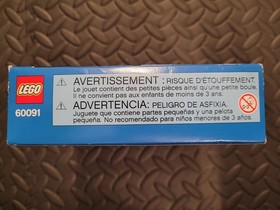 LEGO
60091
AVERTISSEMENT : RISQUE D'ÉTOUFFEMENT.
Le jouet contient des petites pièces ainsi qu'une petite boule.
Il ne convient pas aux enfants de moins de 3 ans.
ADVERTENCIA: PELIGRO DE ASFIXIA.
Juguete que contiene partes pequeñas y una pelota
pequeña. No recomendado para niños menores de 3 años.